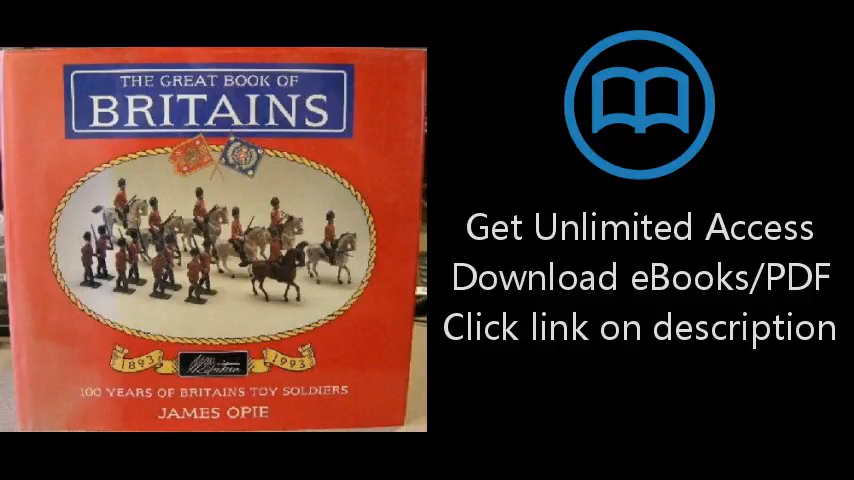 THE GREAT BOOK OF
BRITAINS
1893
1993
100 YEARS OF BRITAINS TOY SOLDIERS
JAMES OPIE
Get Unlimited Access
Download eBooks/PDF
Click link on description